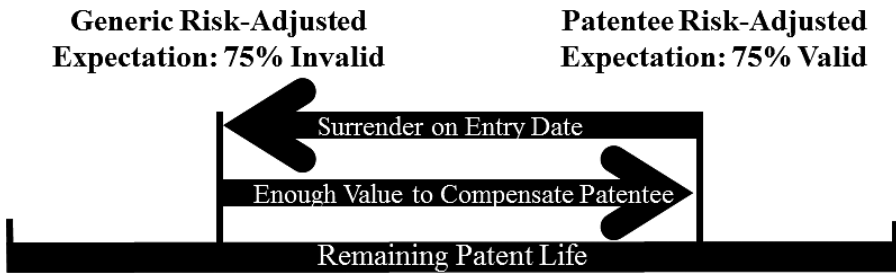 Generic Risk-Adjusted
Expectation: 75% Invalid
Patentee Risk-Adjusted
Expectation: 75% Valid
Surrender on Entry Date
Enough Value to Compensate Patentee
Remaining Patent Life